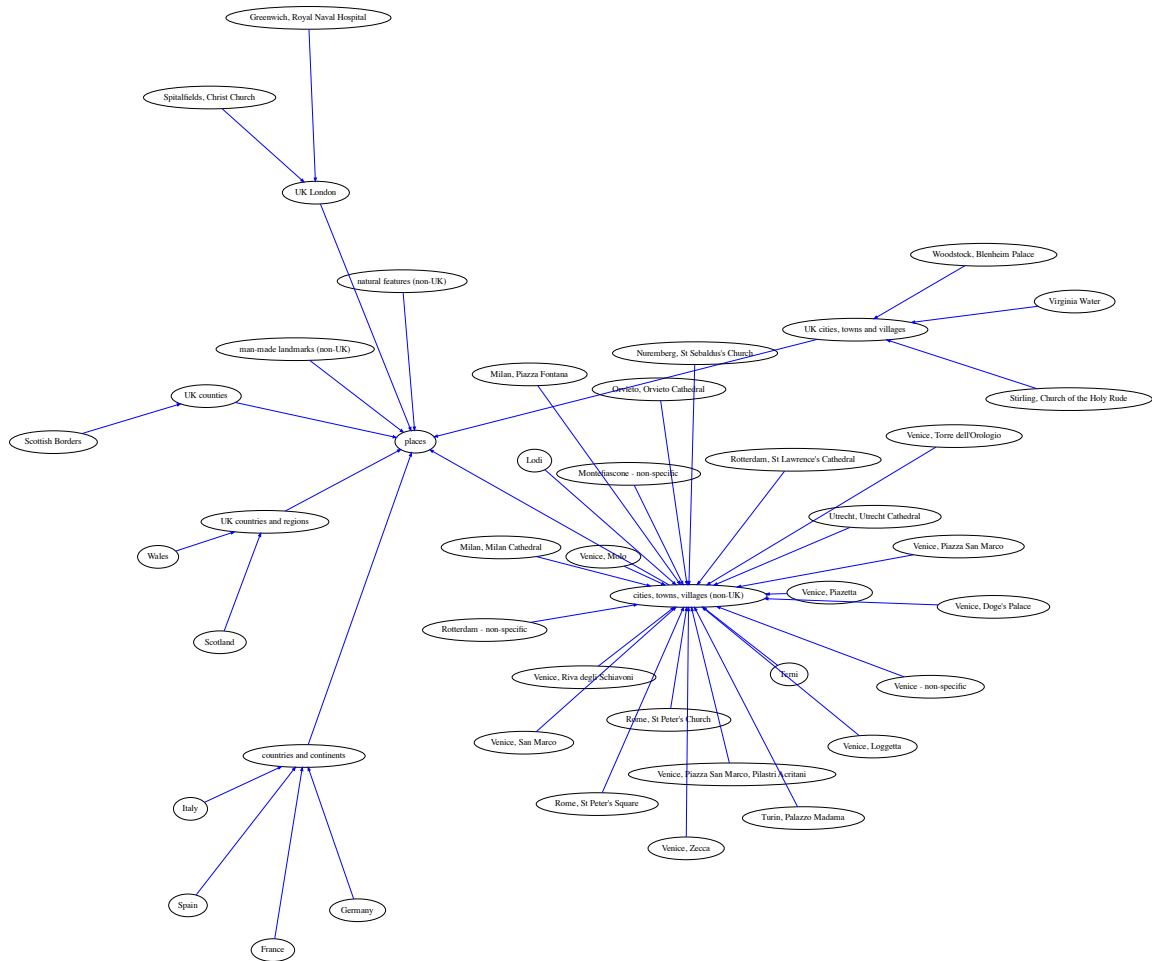 Greenwich, Royal Naval Hospital
Spitalfields, Christ Church
UK London
Woodstock, Blenheim Palace
natural features (non-UK)
Virginia Water
UK cities, towns and villages
man-made landmarks (non-UK)
Nuremberg, St Sebaldus's Church
Milan, Piazza Fontana
Orvieto, Orvieto Cathedral
UK counties
Stirling, Church of the Holy Rude
Scottish Borders
places
Venice, Torre dell'Orologio
Lodi
Rotterdam, St Lawrence's Cathedral
Montefiascone - non-specific
UK countries and regions
Utrecht, Utrecht Cathedral
Wales
Milan, Milan Cathedral
Venice, Molo
Venice, Piazza San Marco
cities, towns, villages (non-UK)
Venice, Piazetta
Venice, Doge's Palace
Rotterdam - non-specific
Scotland
Venice, Riva degli Schiavoni
Terni
Venice - non-specific
Rome, St Peter's Church
Venice, San Marco
Venice, Loggetta
countries and continents
Venice, Piazza San Marco, Pilastri Acritani
Italy
Rome, St Peter's Square
Turin, Palazzo Madama
Venice, Zecca
Spain
Germany
France